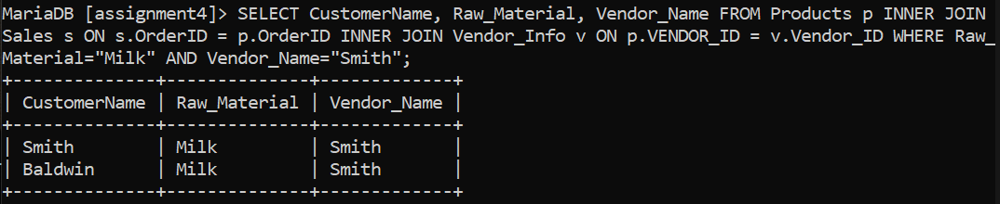 MariaDB [assignment4]> SELECT CustomerName, Raw_Material, Vendor_Name FROM Products p INNER JOIN
Sales s ON s.OrderID = p.OrderID INNER JOIN Vendor_Info v ON p.VENDOR_ID = v.Vendor_ID WHERE Raw_
Material="Milk" AND Vendor_Name="Smith";
+--------------+--------------+-------------+
| CustomerName | Raw_Material | Vendor_Name |
+--------------+--------------+-------------+
| Smith        | Milk         | Smith       |
| Baldwin      | Milk         | Smith       |
+--------------+--------------+-------------+